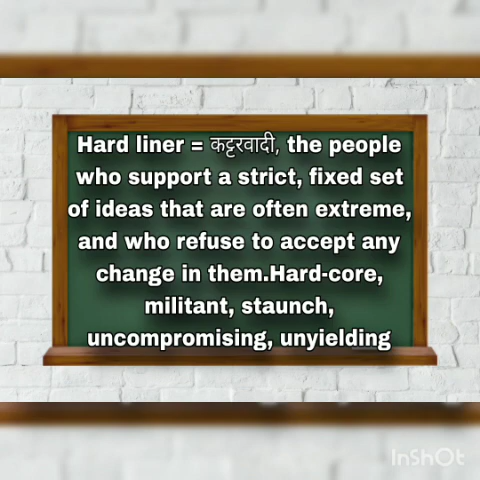 Hard liner = कट्टरवादी, the people
who support a strict, fixed set
of ideas that are often extreme,
and who refuse to accept any
change in them.Hard-core,
militant, staunch,
uncompromising, unyielding
InShOt